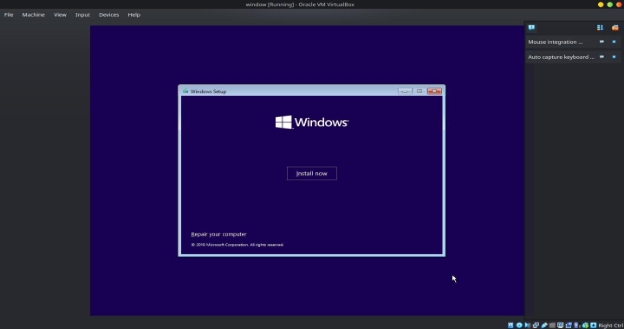 window [Running] - Oracle VM VirtualBox
File Machine View Input Devices Help
Mouse integration ...
Auto capture keyboard ...
Windows Setup
Windows
Install now
Repair your computer
© 2018 Microsoft Corporation. All rights reserved.
Right Ctrl